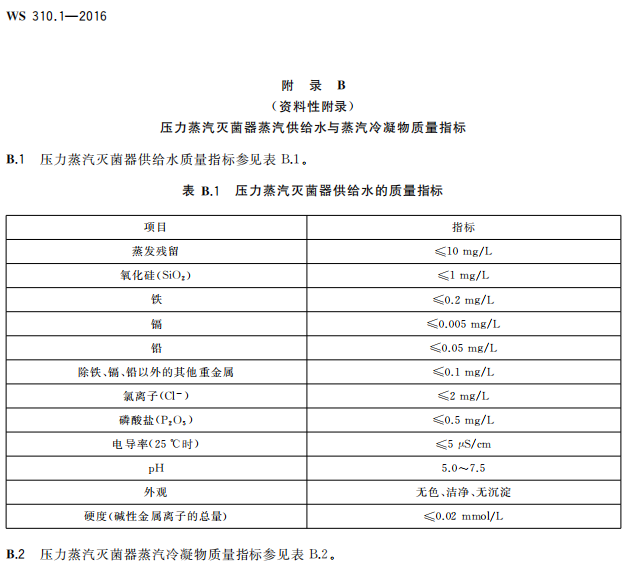 WS 310.1—2016
附 录 B
（资料性附录）
压力蒸汽灭菌器蒸汽供给水与蒸汽冷凝物质量指标
B.1 压力蒸汽灭菌器供给水质量指标参见表 B.1。
表 B.1 压力蒸汽灭菌器供给水的质量指标
项目 指标
蒸发残留 ≤10 mg/L
氧化硅(SiO₂) ≤1 mg/L
铁 ≤0.2 mg/L
镉 ≤0.005 mg/L
铅 ≤0.05 mg/L
除铁、镉、铅以外的其他重金属 ≤0.1 mg/L
氯离子(Cl⁻) ≤2 mg/L
磷酸盐(P₂O₅) ≤0.5 mg/L
电导率(25 ℃时) ≤5 μS/cm
pH 5.0～7.5
外观 无色、洁净、无沉淀
硬度(碱性金属离子的总量) ≤0.02 mmol/L
B.2 压力蒸汽灭菌器蒸汽冷凝物质量指标参见表 B.2。